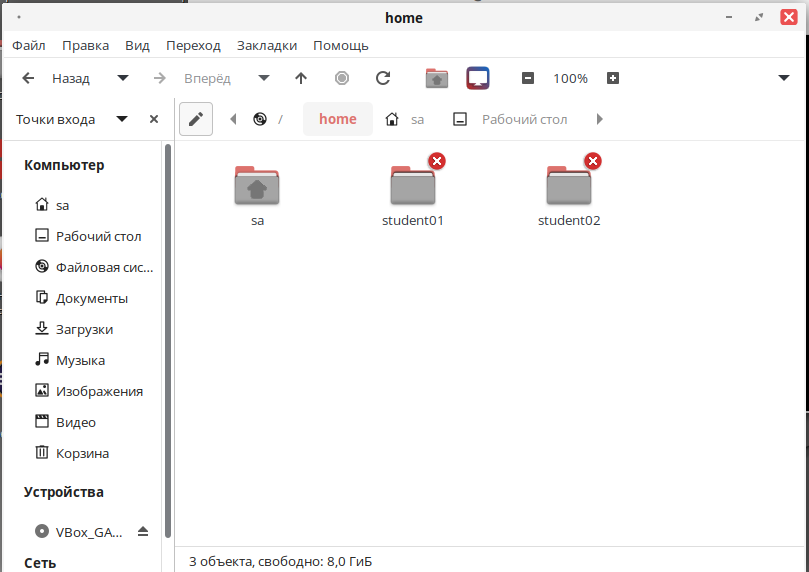 home
Файл Правка Вид Переход Закладки Помощь
Назад Вперёд 100%
Точки входа / home sa Рабочий стол
Компьютер
sa
Рабочий стол
Файловая сис...
Документы
Загрузки
Музыка
Изображения
Видео
Корзина
Устройства
VBox_GA...
Сеть
sa student01 student02
3 объекта, свободно: 8,0 ГиБ